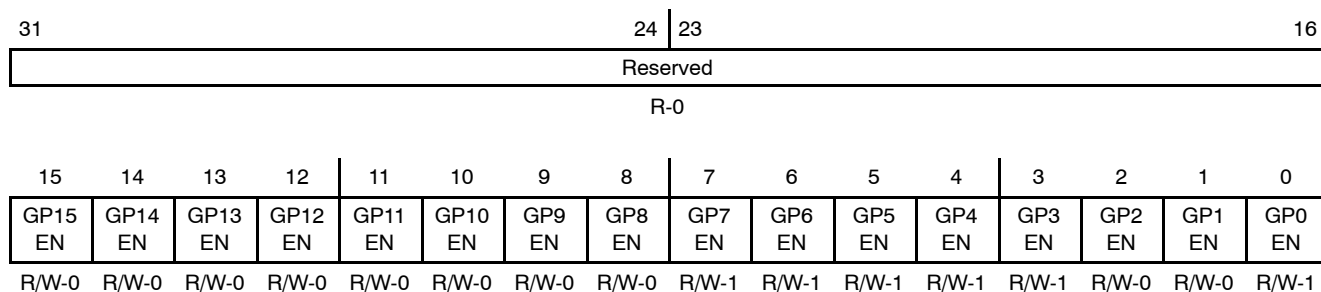 31 24 23 16
Reserved
R-0
15 14 13 12 11 10 9 8 7 6 5 4 3 2 1 0
GP15 GP14 GP13 GP12 GP11 GP10 GP9 GP8 GP7 GP6 GP5 GP4 GP3 GP2 GP1 GP0
EN EN EN EN EN EN EN EN EN EN EN EN EN EN EN EN
R/W-0 R/W-0 R/W-0 R/W-0 R/W-0 R/W-0 R/W-0 R/W-0 R/W-1 R/W-1 R/W-1 R/W-1 R/W-1 R/W-0 R/W-0 R/W-1